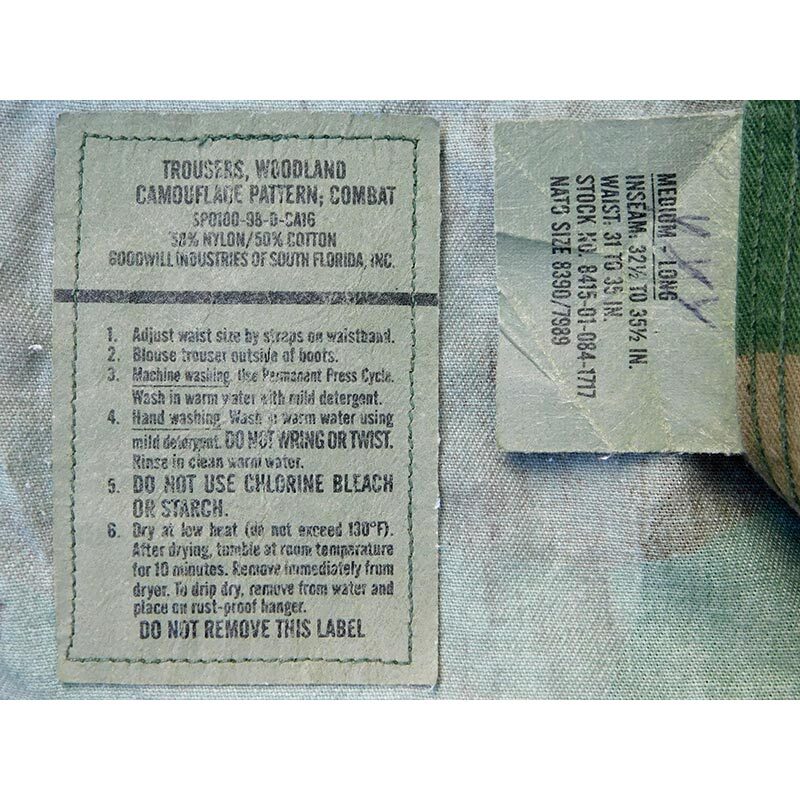 TROUSERS, WOODLAND
CAMOUFLAGE PATTERN; COMBAT
SPO100-98-D-CA16
50% NYLON/50% COTTON
GOODWILL INDUSTRIES OF SOUTH FLORIDA, INC.
1. Adjust waist size by straps on waistband.
2. Blouse trouser outside of boots.
3. Machine washing. Use Permanent Press Cycle.
Wash in warm water with mild detergent.
4. Hand washing. Wash in warm water using
mild detergent. DO NOT WRING OR TWIST.
Rinse in clean warm water.
5. DO NOT USE CHLORINE BLEACH
OR STARCH.
6. Dry at low heat (do not exceed 130°F).
After drying, tumble at room temperature
for 10 minutes. Remove immediately from
dryer. To drip dry, remove from water and
place on rust-proof hanger.
DO NOT REMOVE THIS LABEL
MEDIUM - LONG
INSEAM: 32½ TO 35½ IN.
WAIST. 31 TO 35 IN.
STOCK NO. 8415-01-084-1717
NATO SIZE 8390/7989